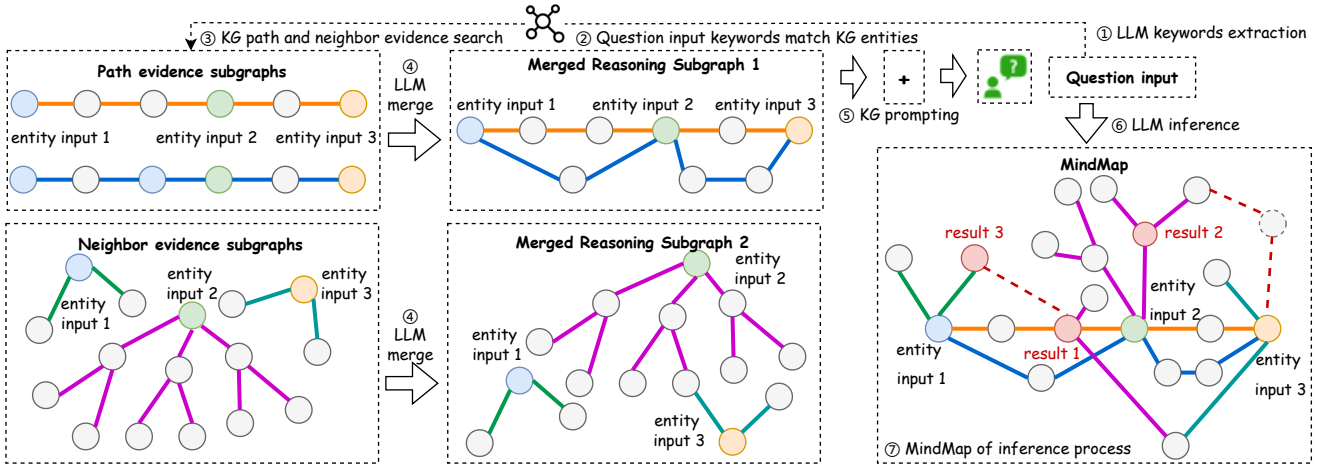 ③ KG path and neighbor evidence search
② Question input keywords match KG entities
① LLM keywords extraction
Path evidence subgraphs
entity input 1
entity input 2
entity input 3
④
LLM
merge
Merged Reasoning Subgraph 1
entity input 1
entity input 2
entity input 3
+
?
⑤ KG prompting
Question input
⑥ LLM inference
Neighbor evidence subgraphs
entity
input 1
entity
input 2
entity
input 3
④
LLM
merge
Merged Reasoning Subgraph 2
entity
input 2
entity
input 1
entity
input 3
MindMap
result 3
result 2
entity
input 2
result 1
entity
input 1
entity
input 3
⑦ MindMap of inference process